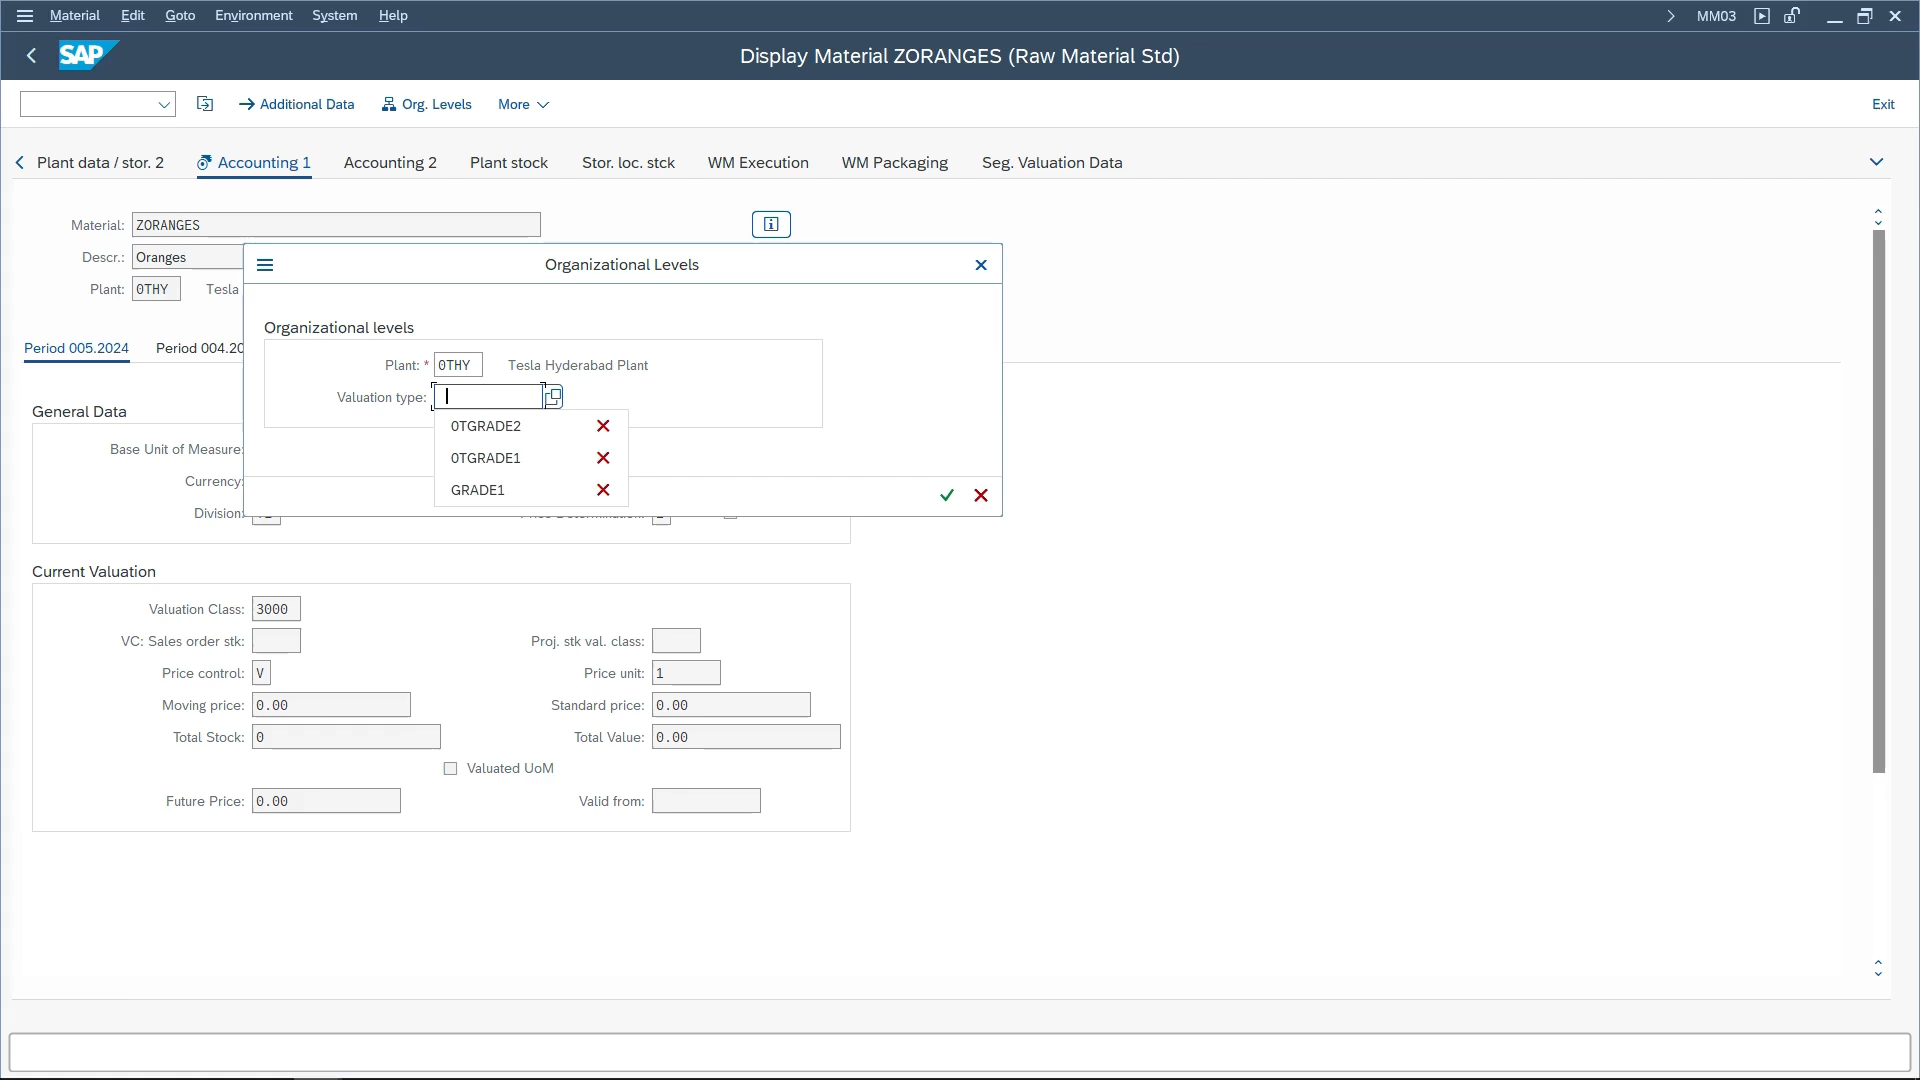 Material Edit Goto Environment System Help MM03
SAP Display Material ZORANGES (Raw Material Std)
Additional Data Org. Levels More Exit
Plant data / stor. 2 Accounting 1 Accounting 2 Plant stock Stor. loc. stck WM Execution WM Packaging Seg. Valuation Data
Material: ZORANGES
Descr.: Oranges
Plant: 0THY Tesla
Organizational Levels
Organizational levels
Plant: * 0THY Tesla Hyderabad Plant
Valuation type:
0TGRADE2
0TGRADE1
GRADE1
Period 005.2024 Period 004.20
General Data
Base Unit of Measure:
Currency:
Division:
Current Valuation
Valuation Class: 3000
VC: Sales order stk: Proj. stk val. class:
Price control: V Price unit: 1
Moving price: 0.00 Standard price: 0.00
Total Stock: 0 Total Value: 0.00
Valuated UoM
Future Price: 0.00 Valid from: